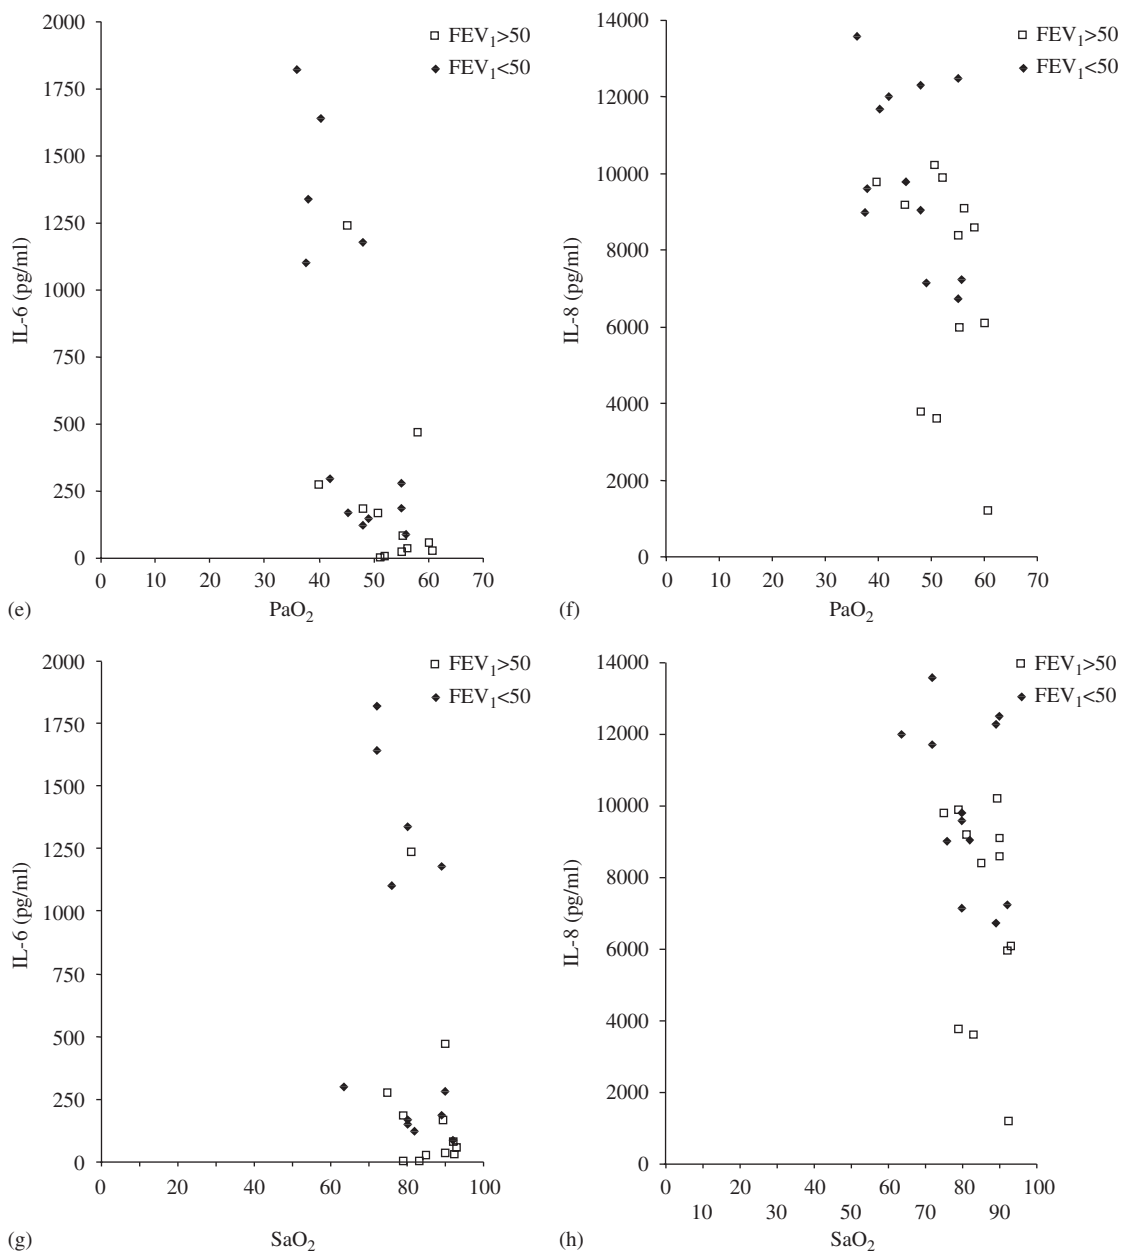 2000
1750
1500
1250
1000
750
500
250
0
IL-6 (pg/ml)
FEV1>50
FEV1<50
0 10 20 30 40 50 60 70
(e) PaO2
14000
12000
10000
8000
6000
4000
2000
0
IL-8 (pg/ml)
FEV1>50
FEV1<50
0 10 20 30 40 50 60 70
(f) PaO2
2000
1750
1500
1250
1000
750
500
250
0
IL-6 (pg/ml)
FEV1>50
FEV1<50
0 20 40 60 80 100
(g) SaO2
14000
12000
10000
8000
6000
4000
2000
0
IL-8 (pg/ml)
FEV1>50
FEV1<50
0 20 40 60 80 100
10 30 50 70 90
(h) SaO2